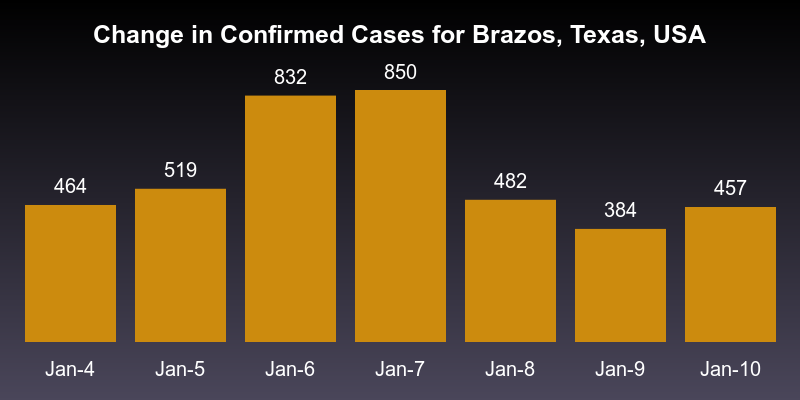 Change in Confirmed Cases for Brazos, Texas, USA
464
519
832
850
482
384
457
Jan-4
Jan-5
Jan-6
Jan-7
Jan-8
Jan-9
Jan-10